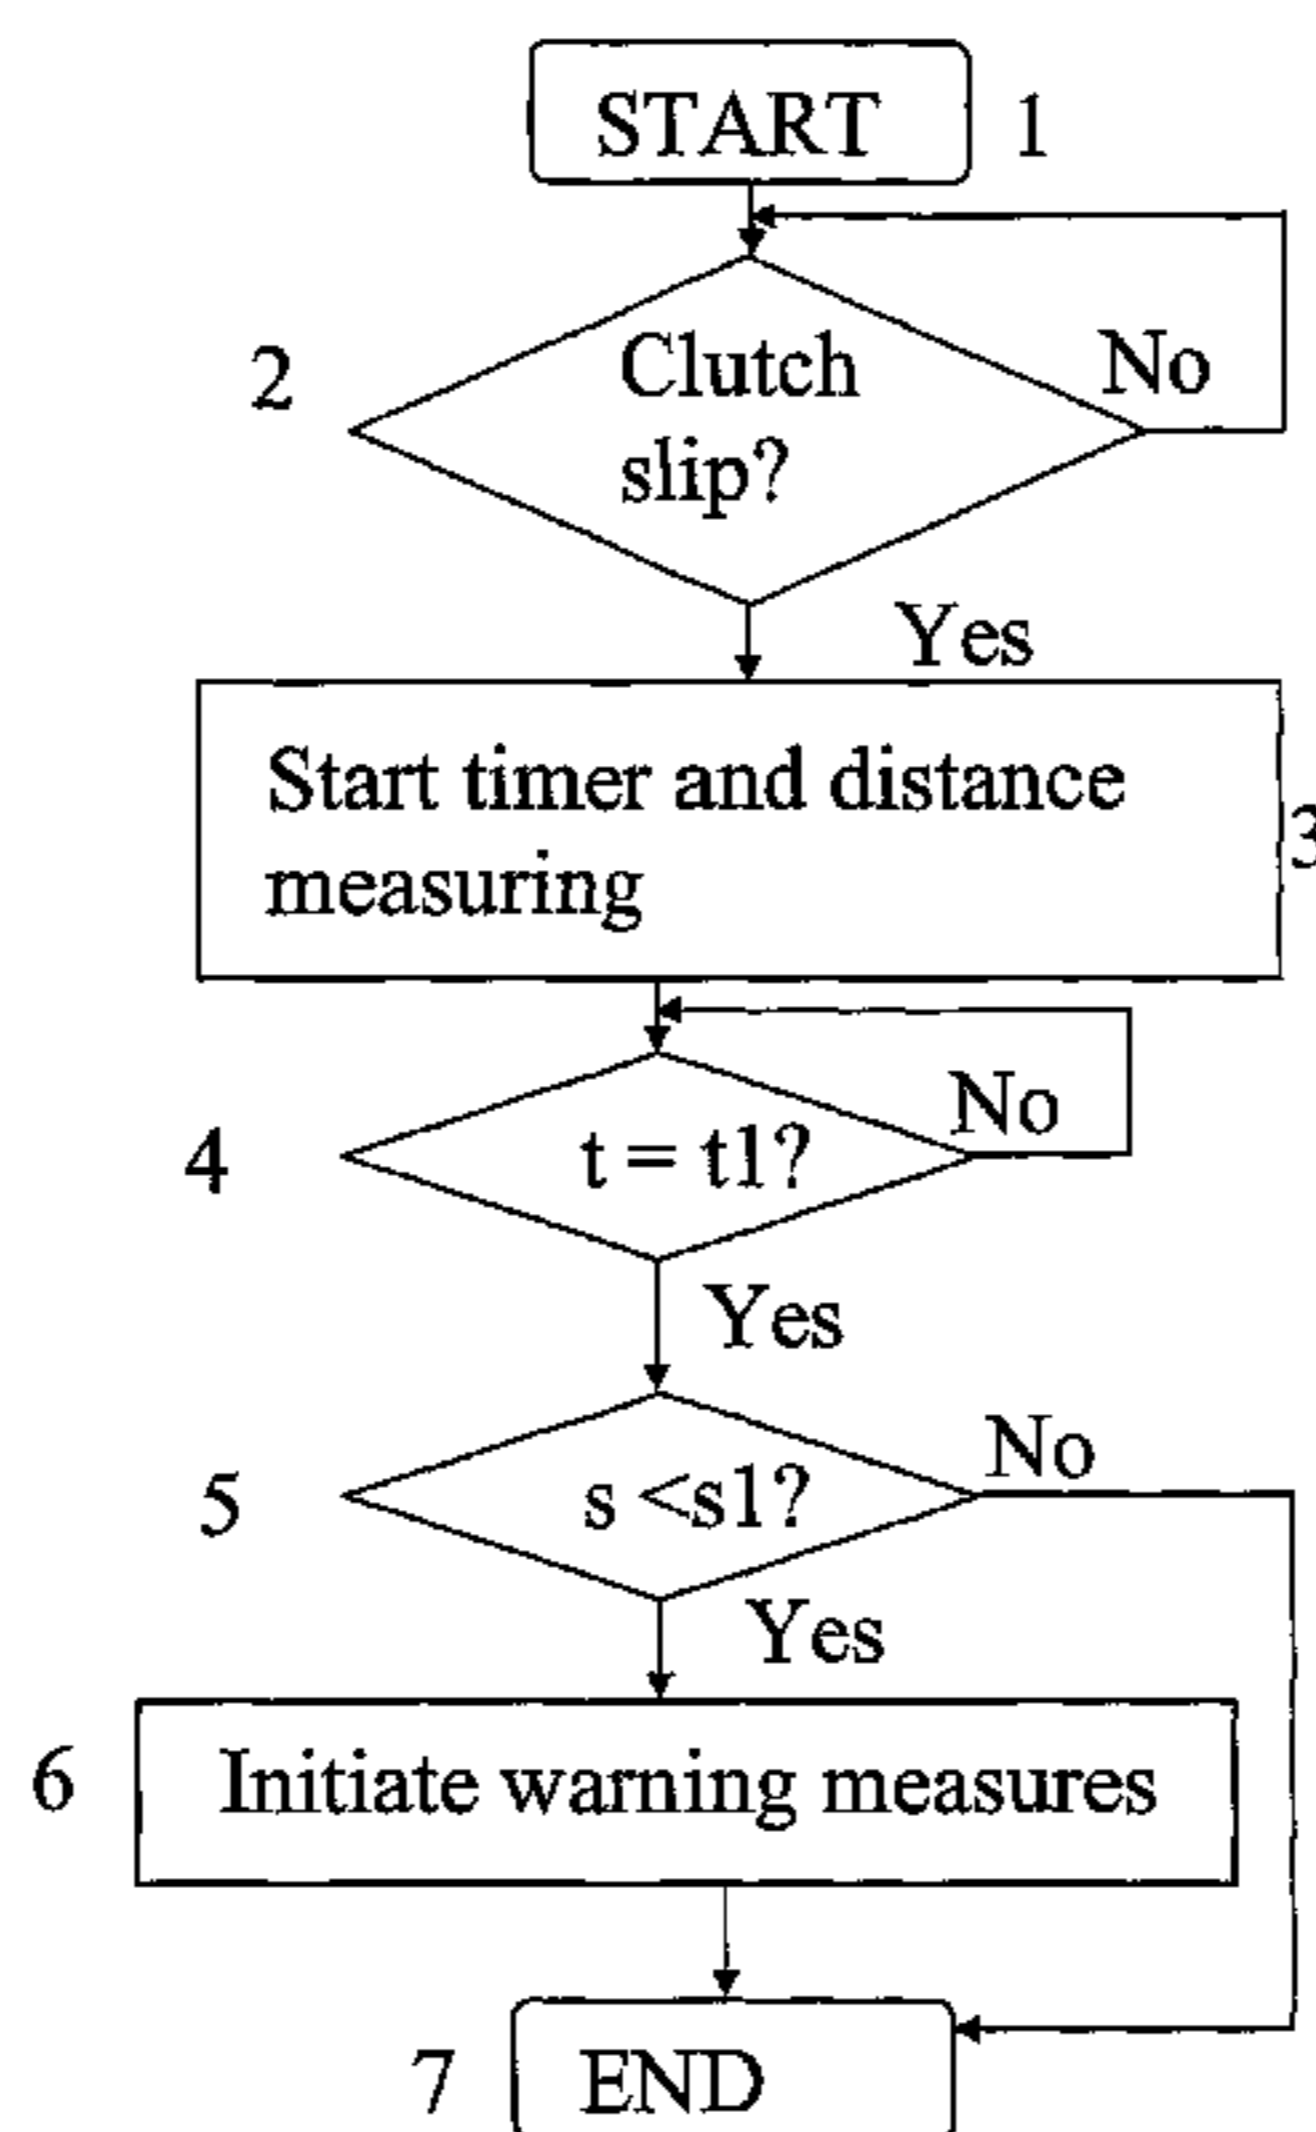 START 1
2
Clutch
slip?
No
Yes
Start timer and distance
measuring
3
No
4
t = t1?
Yes
No
5
s <s1?
Yes
6
Initiate warning measures
7
END